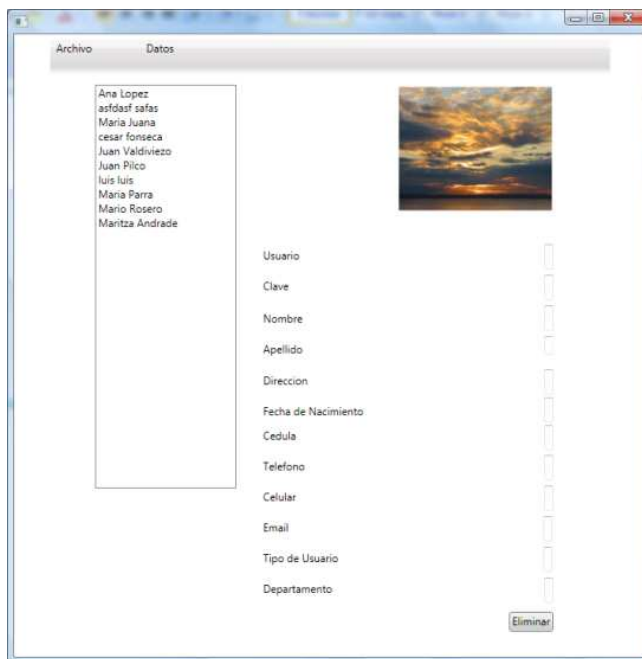 Archivo Datos
Ana Lopez
asfdasf safas
Maria Juana
cesar fonseca
Juan Valdiviezo
Juan Pilco
luis luis
Maria Parra
Mario Rosero
Maritza Andrade
Usuario
Clave
Nombre
Apellido
Direccion
Fecha de Nacimiento
Cedula
Telefono
Celular
Email
Tipo de Usuario
Departamento
Eliminar